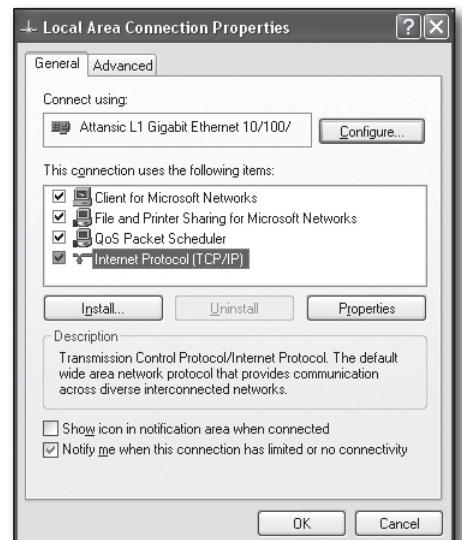 Local Area Connection Properties
General
Advanced
Connect using:
Attansic L1 Gigabit Ethernet 10/100/
Configure...
This connection uses the following items:
Client for Microsoft Networks
File and Printer Sharing for Microsoft Networks
QoS Packet Scheduler
Internet Protocol (TCP/IP)
Install...
Uninstall
Properties
Description
Transmission Control Protocol/Internet Protocol. The default
wide area network protocol that provides communication
across diverse interconnected networks.
Show icon in notification area when connected
Notify me when this connection has limited or no connectivity
OK
Cancel